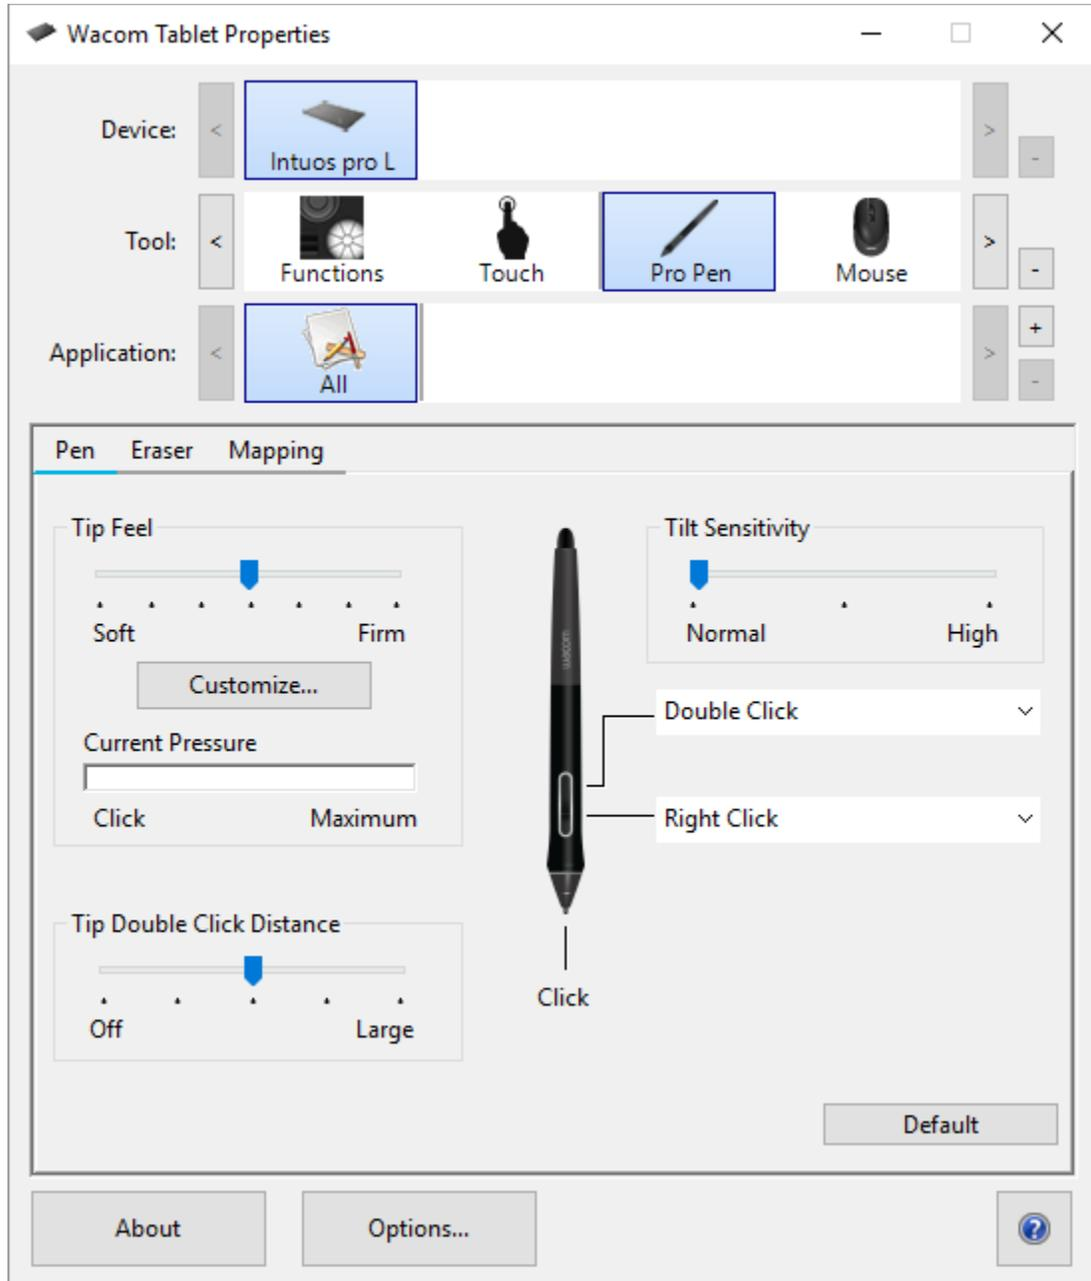 Wacom Tablet Properties
Device:
<
Intuos pro L
>
-
Tool:
<
Functions
Touch
Pro Pen
Mouse
>
-
Application:
<
All
>
+
-
Pen Eraser Mapping
Tip Feel
Soft Firm
Customize...
Current Pressure
Click Maximum
Tip Double Click Distance
Off Large
wacom
Click
Tilt Sensitivity
Normal High
Double Click
Right Click
Default
About
Options...
?